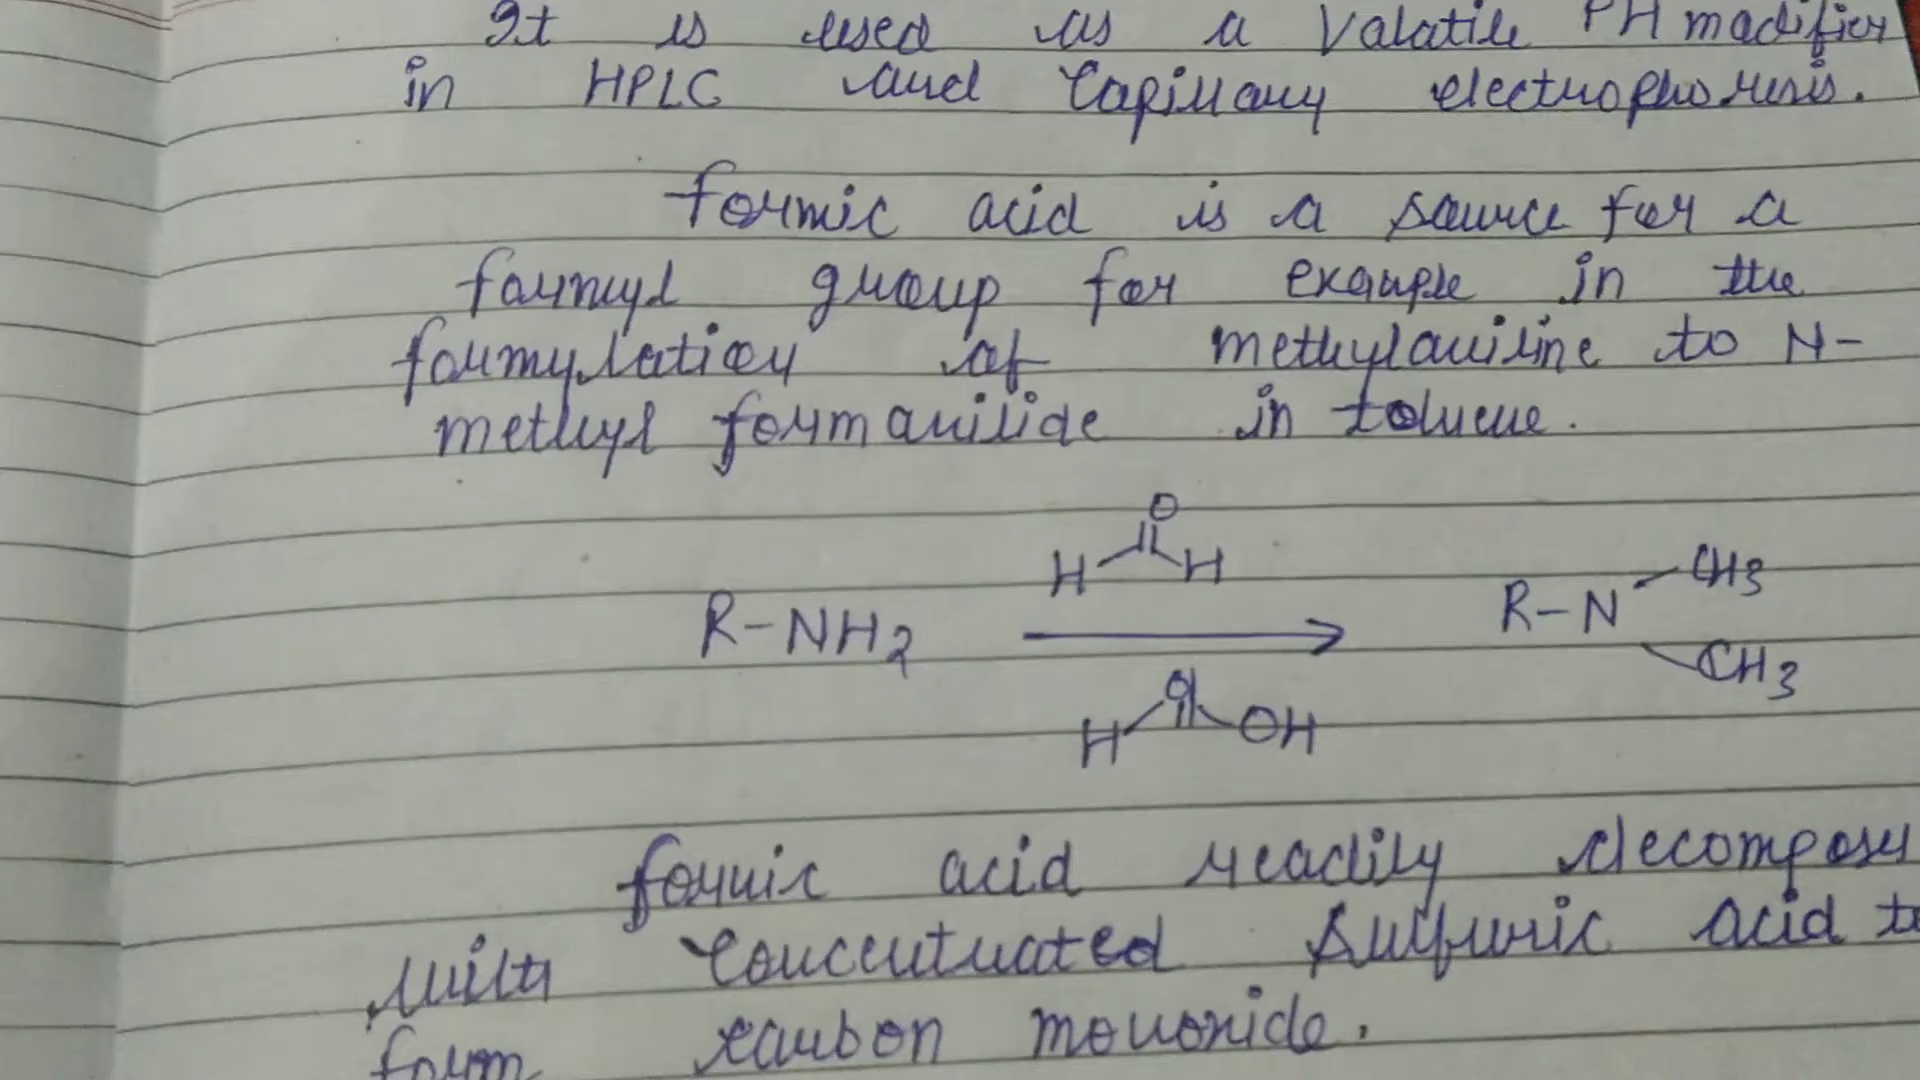 It is used as a Valatile PH modifier
in HPLC and Capillary electrophoresis.
formic acid is a source for a
formyl group for example in the
formylation of methylaniline to N-
methyl formanilide in toluene.
O
H H
R-NH2 R-N CH3
CH3
O
H OH
formic acid readily decomposes
with concentrated sulfuric acid to
form carbon monoxide.